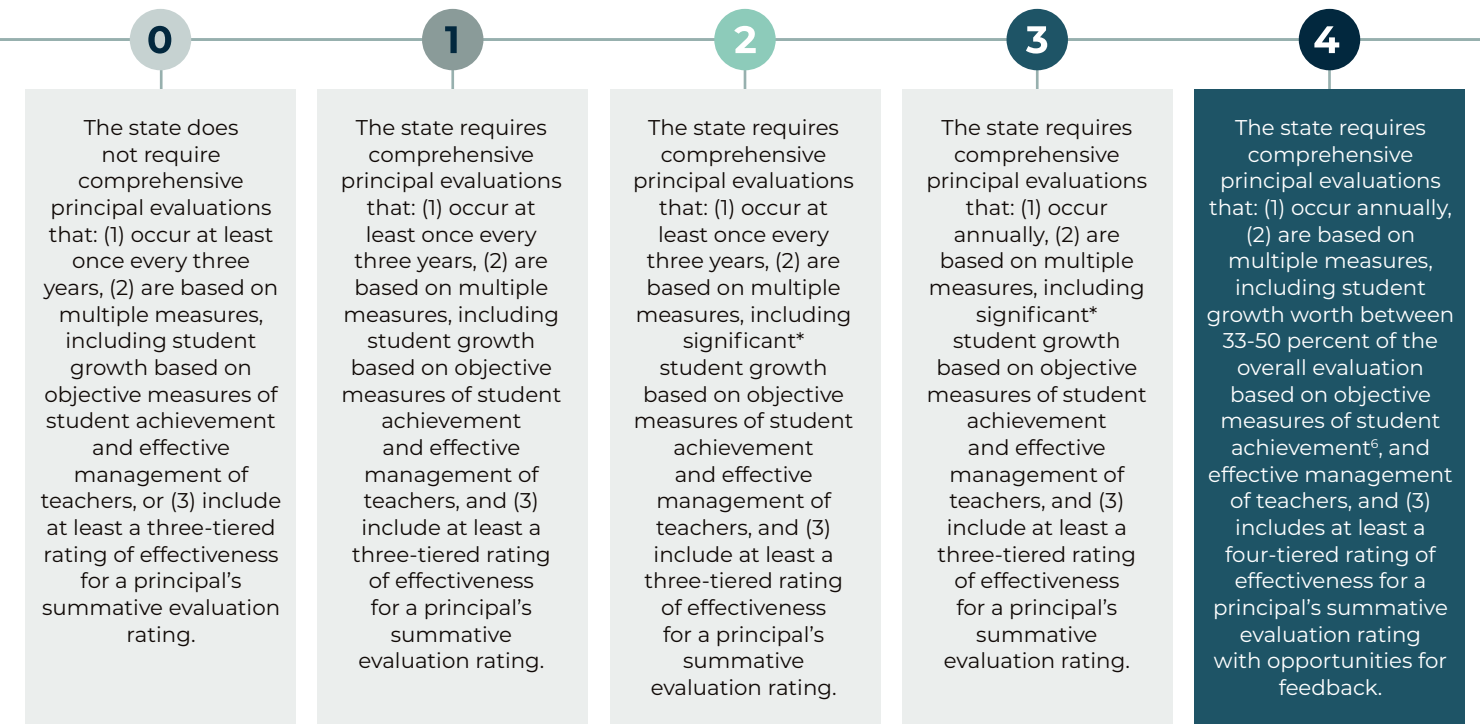 0
The state does
not require
comprehensive
principal evaluations
that: (1) occur at least
once every three
years, (2) are based on
multiple measures,
including student
growth based on
objective measures of
student achievement
and effective
management of
teachers, or (3) include
at least a three-tiered
rating of effectiveness
for a principal's
summative evaluation
rating.
1
The state requires
comprehensive
principal evaluations
that: (1) occur at
least once every
three years, (2) are
based on multiple
measures, including
student growth
based on objective
measures of student
achievement
and effective
management of
teachers, and (3)
include at least a
three-tiered rating
of effectiveness
for a principal's
summative
evaluation rating.
2
The state requires
comprehensive
principal evaluations
that: (1) occur at
least once every
three years, (2) are
based on multiple
measures, including
significant*
student growth
based on objective
measures of student
achievement
and effective
management of
teachers, and (3)
include at least a
three-tiered rating
of effectiveness
for a principal's
summative
evaluation rating.
3
The state requires
comprehensive
principal evaluations
that: (1) occur
annually, (2) are
based on multiple
measures, including
significant*
student growth
based on objective
measures of student
achievement
and effective
management of
teachers, and (3)
include at least a
three-tiered rating
of effectiveness
for a principal's
summative
evaluation rating.
4
The state requires
comprehensive
principal evaluations
that: (1) occur annually,
(2) are based on
multiple measures,
including student
growth worth between
33-50 percent of the
overall evaluation
based on objective
measures of student
achievement⁶, and
effective management
of teachers, and (3)
includes at least a
four-tiered rating of
effectiveness for a
principal's summative
evaluation rating
with opportunities for
feedback.